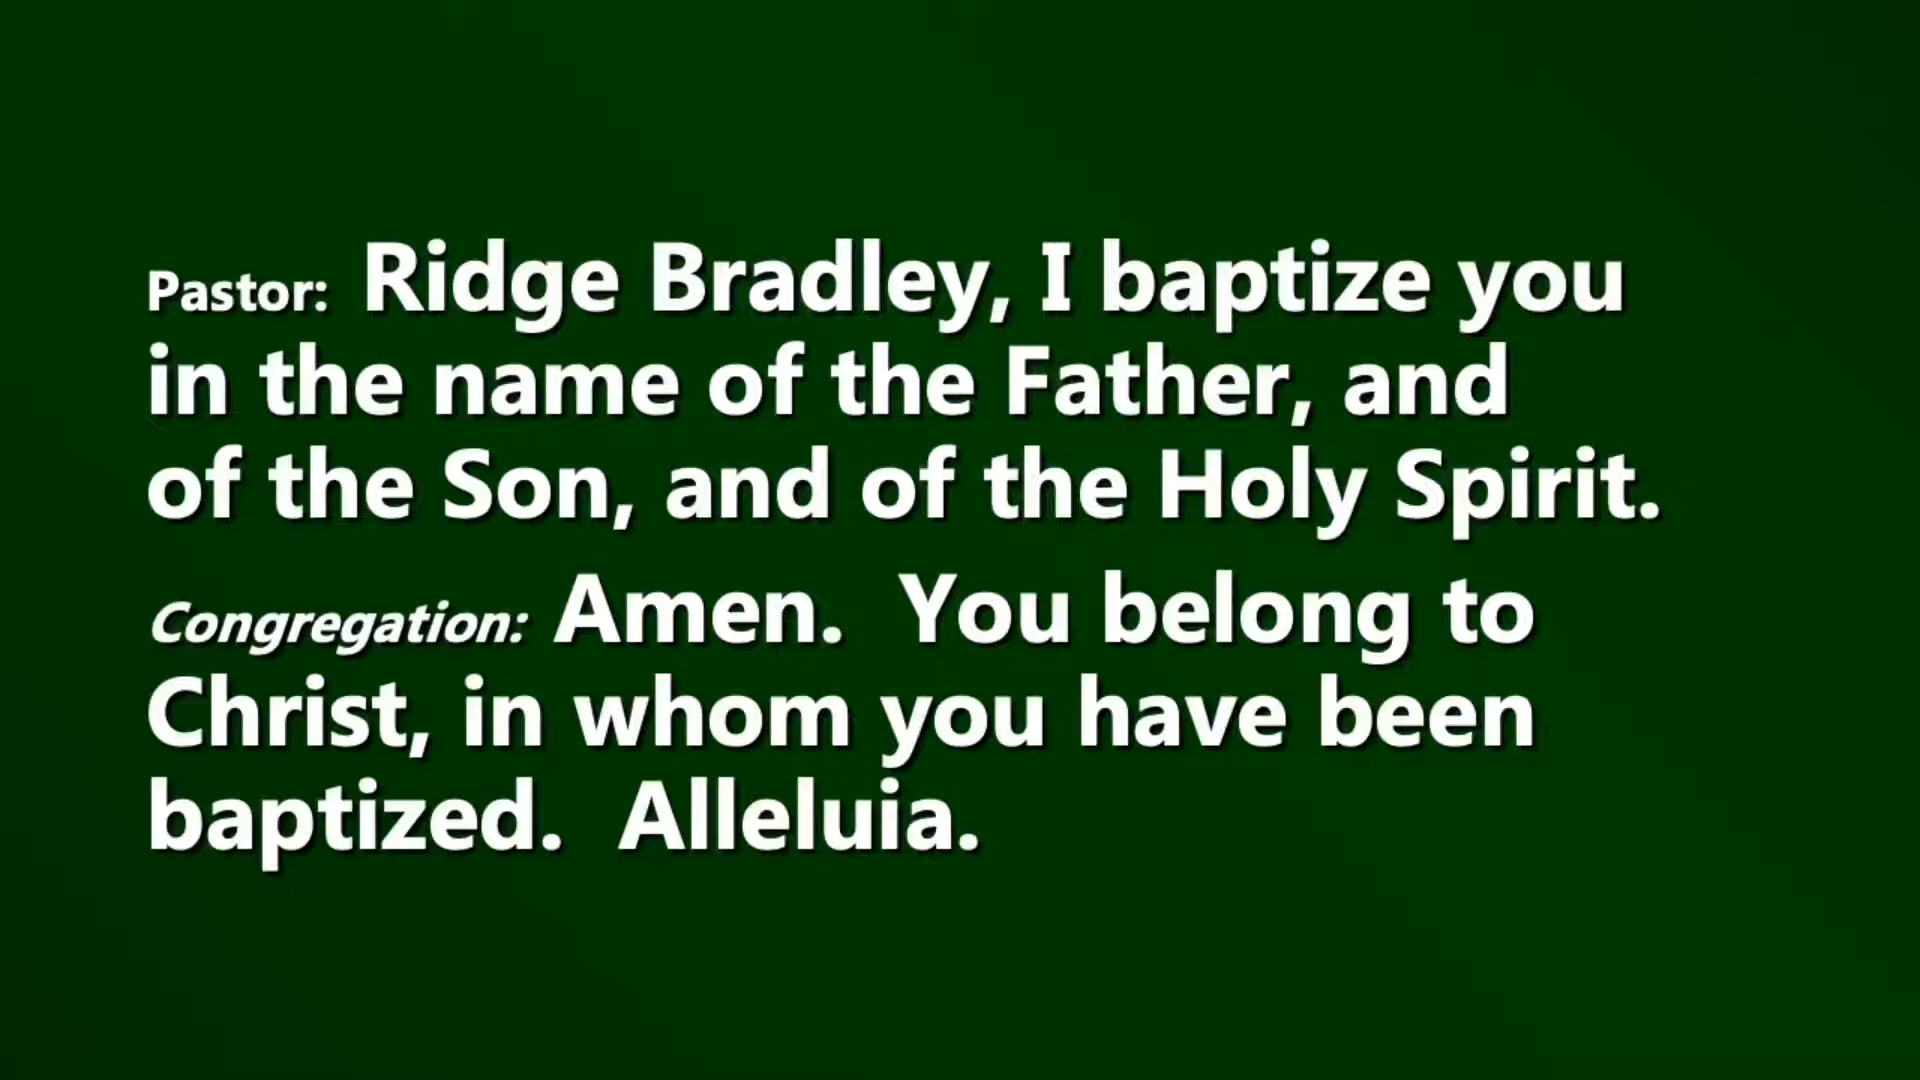 Pastor: Ridge Bradley, I baptize you
in the name of the Father, and
of the Son, and of the Holy Spirit.
Congregation: Amen. You belong to
Christ, in whom you have been
baptized. Alleluia.